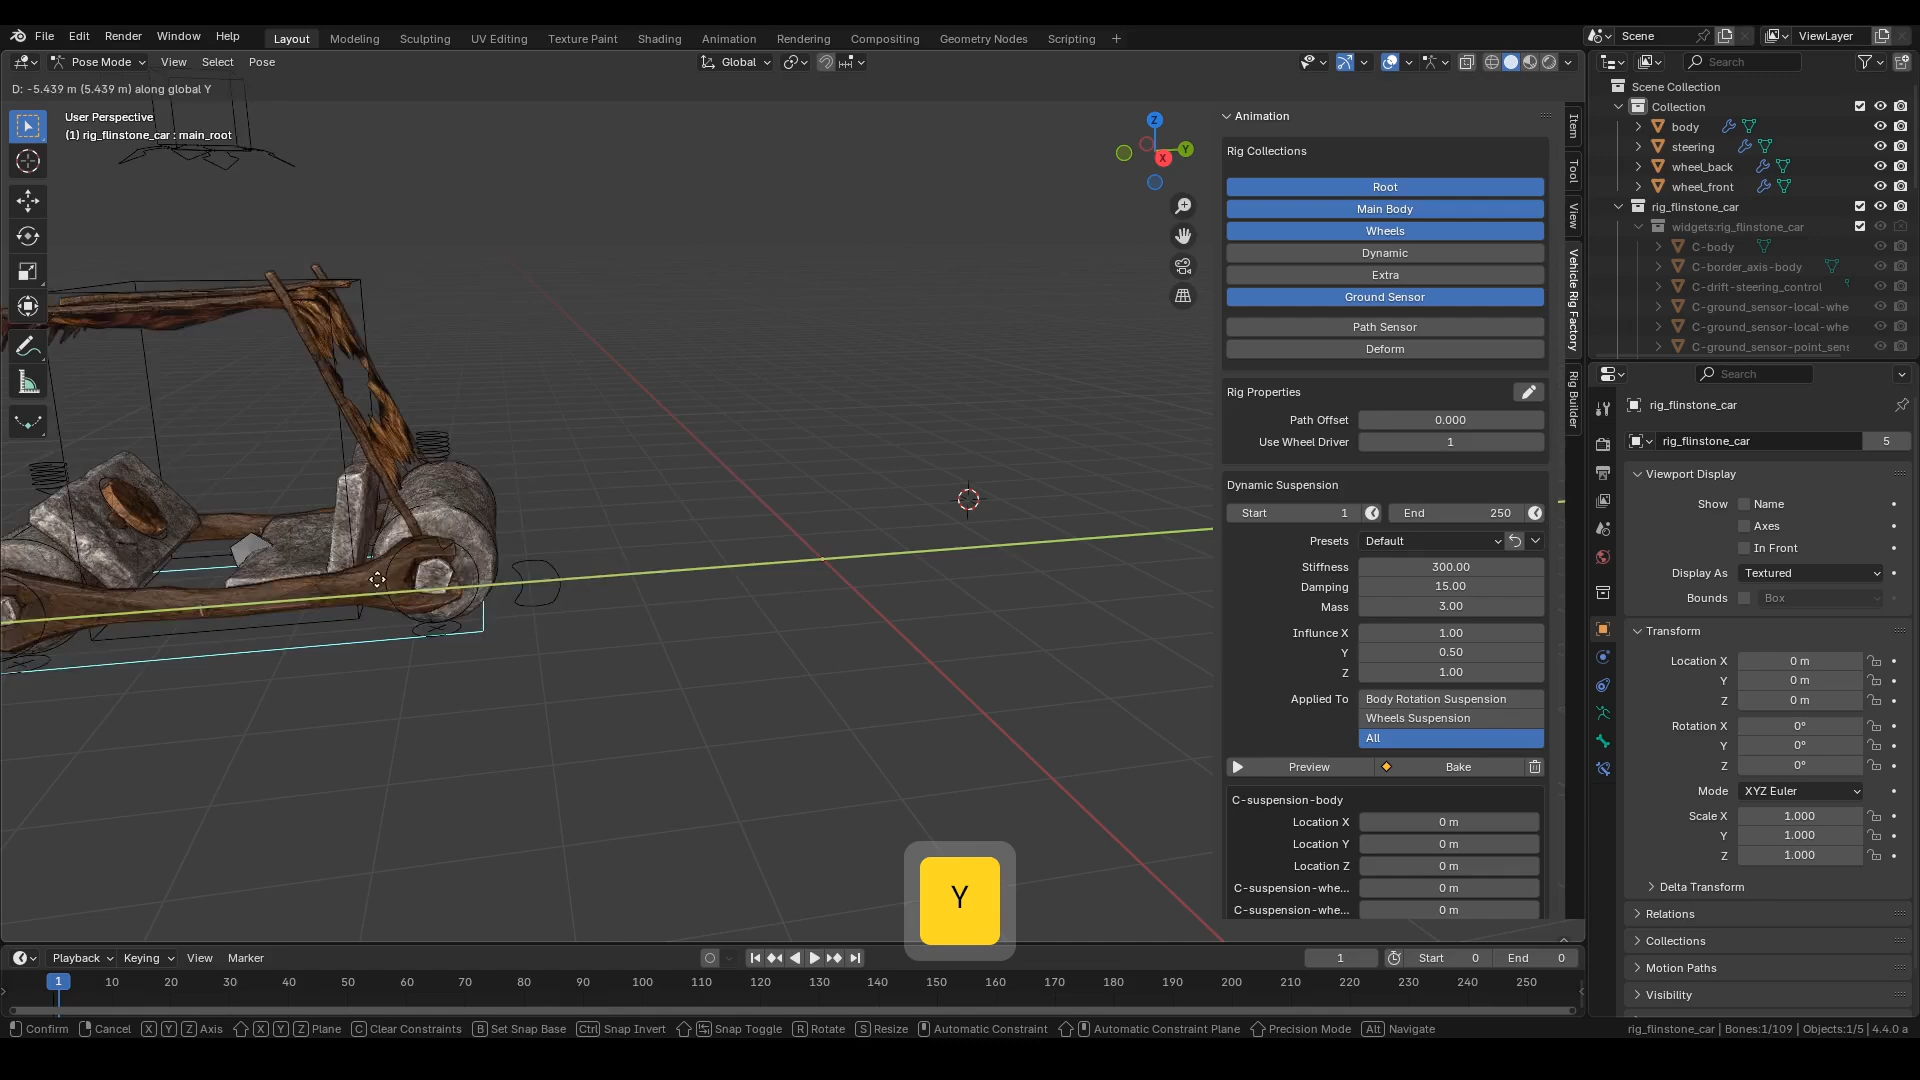 File Edit Render Window Help
Layout Modeling Sculpting UV Editing Texture Paint Shading Animation Rendering Compositing Geometry Nodes Scripting +
Scene
ViewLayer
Pose Mode View Select Pose
Global
Search
D: -5.439 m (5.439 m) along global Y
User Perspective
(1) rig_flinstone_car : main_root
Z
Y
X
Animation
Rig Collections
Root
Main Body
Wheels
Dynamic
Extra
Ground Sensor
Path Sensor
Deform
Rig Properties
Path Offset 0.000
Use Wheel Driver 1
Dynamic Suspension
Start 1 End 250
Presets Default
Stiffness 300.00
Damping 15.00
Mass 3.00
Influnce X 1.00
Y 0.50
Z 1.00
Applied To Body Rotation Suspension
Wheels Suspension
All
Preview Bake
C-suspension-body
Location X 0 m
Location Y 0 m
Location Z 0 m
C-suspension-whe... 0 m
C-suspension-whe... 0 m
Item
Tool
View
Vehicle Rig Factory
Rig Builder
Scene Collection
Collection
body
steering
wheel_back
wheel_front
rig_flinstone_car
widgets:rig_flinstone_car
C-body
C-border_axis-body
C-drift-steering_control
C-ground_sensor-local-whe
C-ground_sensor-local-whe
C-ground_sensor-point_sens
Search
rig_flinstone_car
rig_flinstone_car 5
Viewport Display
Show Name
Axes
In Front
Display As Textured
Bounds Box
Transform
Location X 0 m
Y 0 m
Z 0 m
Rotation X 0°
Y 0°
Z 0°
Mode XYZ Euler
Scale X 1.000
Y 1.000
Z 1.000
Delta Transform
Relations
Collections
Motion Paths
Visibility
Y
Playback Keying View Marker
1 Start 0 End 0
1 10 20 30 40 50 60 70 80 90 100 110 120 130 140 150 160 170 180 190 200 210 220 230 240 250
Confirm Cancel X Y Z Axis X Y Z Plane C Clear Constraints B Set Snap Base Ctrl Snap Invert Snap Toggle R Rotate S Resize Automatic Constraint Automatic Constraint Plane Precision Mode Alt Navigate
rig_flinstone_car | Bones:1/109 | Objects:1/5 | 4.4.0 a